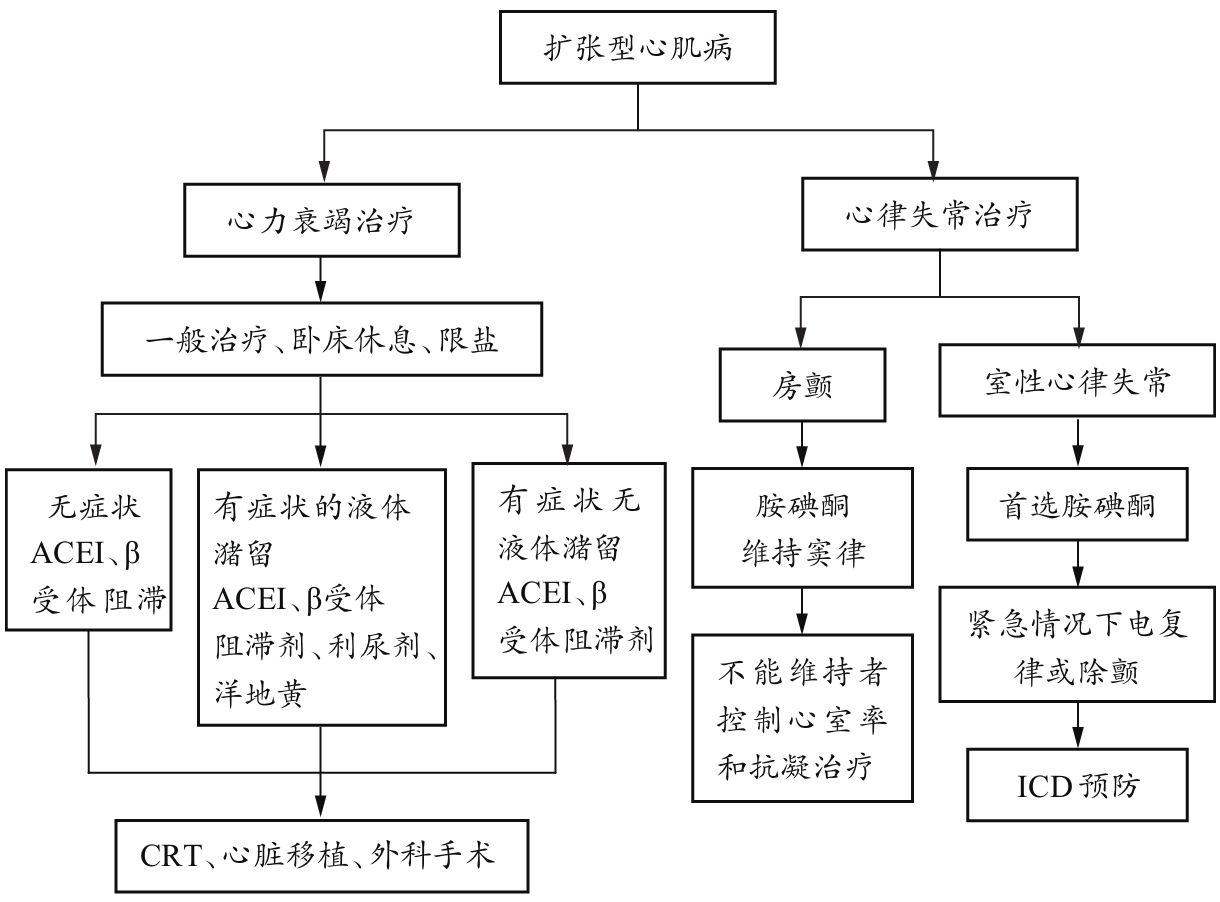 扩张型心肌病
心力衰竭治疗
心律失常治疗
一般治疗、卧床休息、限盐
房颤
室性心律失常
无症状
ACEI、β
受体阻滞
有症状的液体
潴留
ACEI、β受体
阻滞剂、利尿剂、
洋地黄
有症状无
液体潴留
ACEI、β
受体阻滞剂
胺碘酮
维持窦律
首选胺碘酮
不能维持者
控制心室率
和抗凝治疗
紧急情况下电复
律或除颤
ICD预防
CRT、心脏移植、外科手术